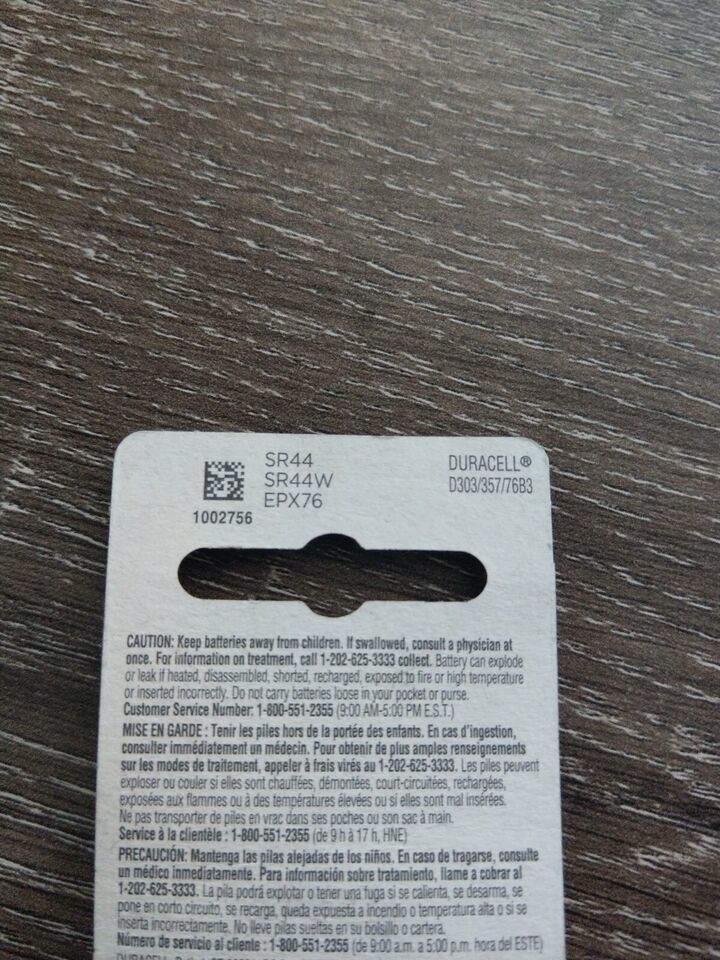 SR44
SR44W
EPX76
1002756
DURACELL®
D303/357/76B3
CAUTION: Keep batteries away from children. If swallowed, consult a physician at
once. For information on treatment, call 1-202-625-3333 collect. Battery can explode
or leak if heated, disassembled, shorted, recharged, exposed to fire or high temperature
or inserted incorrectly. Do not carry batteries loose in your pocket or purse.
Customer Service Number: 1-800-551-2355 (9:00 AM-5:00 PM E.S.T.)
MISE EN GARDE : Tenir les piles hors de la portée des enfants. En cas d'ingestion,
consulter immédiatement un médecin. Pour obtenir de plus amples renseignements
sur les modes de traitement, appeler à frais virés au 1-202-625-3333. Les piles peuvent
exploser ou couler si elles sont chauffées, démontées, court-circuitées, rechargées,
exposées aux flammes ou à des températures élevées ou si elles sont mal insérées.
Ne pas transporter de piles en vrac dans ses poches ou son sac à main.
Service à la clientèle : 1-800-551-2355 (de 9 h à 17 h, HNE)
PRECAUCIÓN: Mantenga las pilas alejadas de los niños. En caso de tragarse, consulte
un médico inmediatamente. Para información sobre tratamiento, llame a cobrar al
1-202-625-3333. La pila podrá explotar o tener una fuga si se calienta, se desarma, se
pone en corto circuito, se recarga, queda expuesta a incendio o temperatura alta o si se
inserta incorrectamente. No lleve pilas sueltas en su bolsillo o cartera.
Número de servicio al cliente : 1-800-551-2355 (de 9:00 a.m. a 5:00 p.m. hora del ESTE)
DURACELL